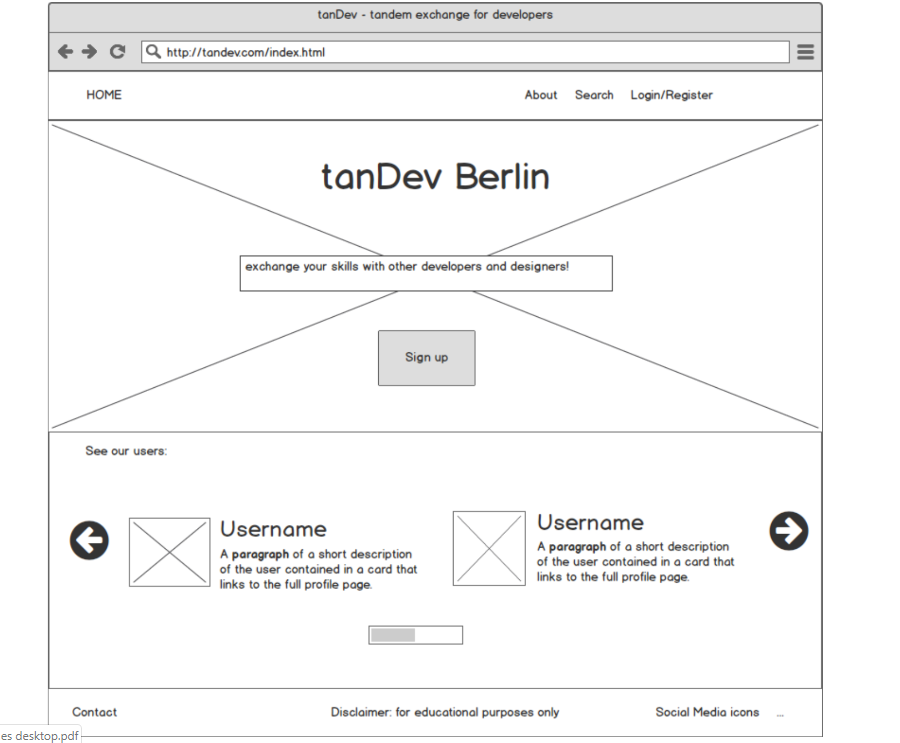 tanDev - tandem exchange for developers
http://tandev.com/index.html
HOME About Search Login/Register
tanDev Berlin
exchange your skills with other developers and designers!
Sign up
See our users:
Username
A paragraph of a short description
of the user contained in a card that
links to the full profile page.
Username
A paragraph of a short description
of the user contained in a card that
links to the full profile page.
Contact Disclaimer: for educational purposes only Social Media icons ...
es desktop.pdf